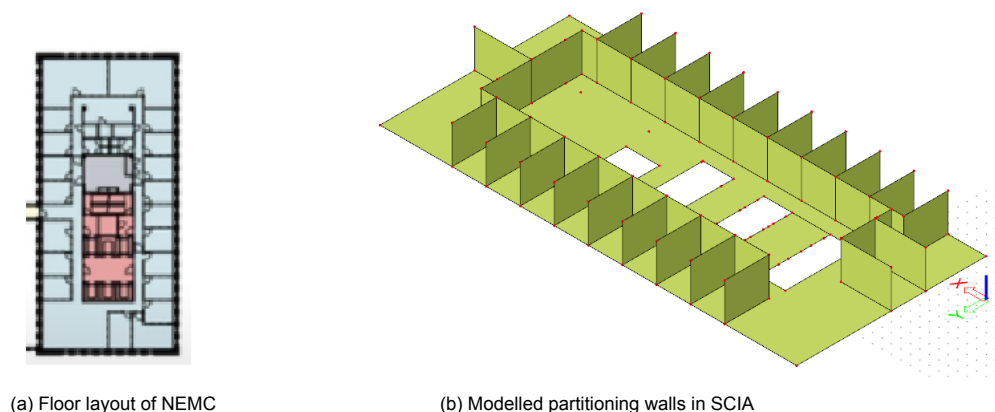 X
Y
(a) Floor layout of NEMC
(b) Modelled partitioning walls in SCIA